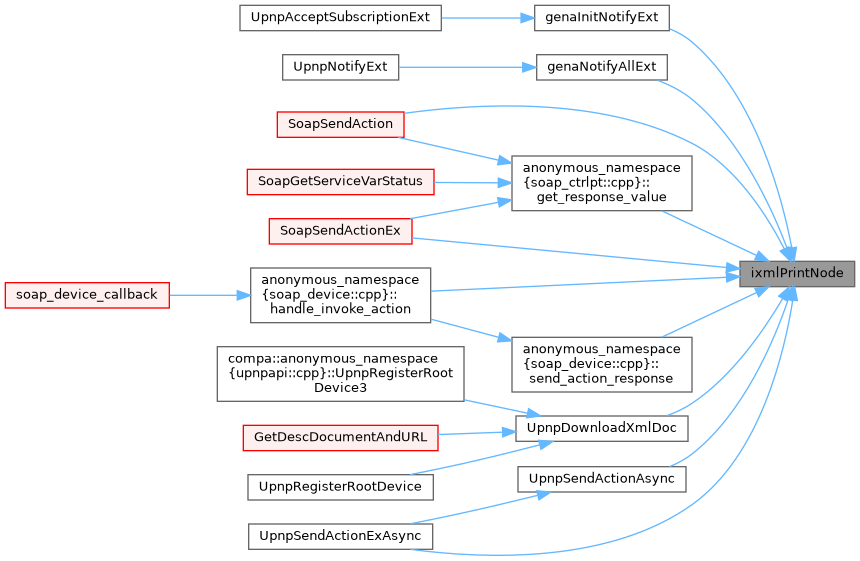 UpnpAcceptSubscriptionExt
genaInitNotifyExt
UpnpNotifyExt
genaNotifyAllExt
SoapSendAction
anonymous_namespace
{soap_ctrlpt::cpp}::
get_response_value
SoapGetServiceVarStatus
SoapSendActionEx
ixmlPrintNode
soap_device_callback
anonymous_namespace
{soap_device::cpp}::
handle_invoke_action
anonymous_namespace
{soap_device::cpp}::
send_action_response
compa::anonymous_namespace
{upnpapi::cpp}::UpnpRegisterRoot
Device3
UpnpDownloadXmlDoc
GetDescDocumentAndURL
UpnpRegisterRootDevice
UpnpSendActionAsync
UpnpSendActionExAsync